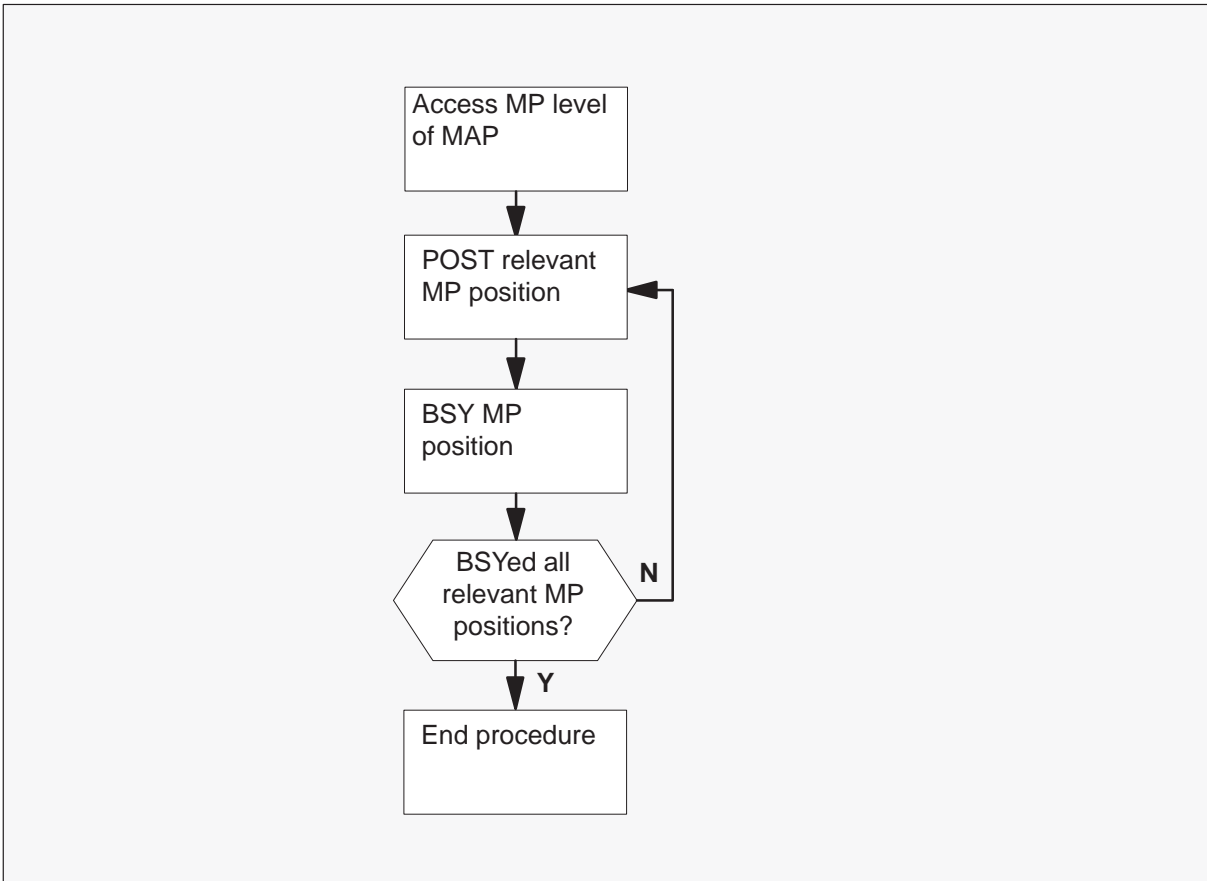 Access MP level
of MAP
POST relevant
MP position
BSY MP
position
BSYed all
relevant MP
positions?
N
Y
End procedure